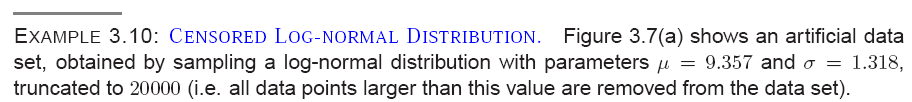 EXAMPLE 3.10: CENSORED LOG-NORMAL DISTRIBUTION. Figure 3.7(a) shows an artificial data
set, obtained by sampling a log-normal distribution with parameters μ = 9.357 and σ = 1.318,
truncated to 20000 (i.e. all data points larger than this value are removed from the data set).